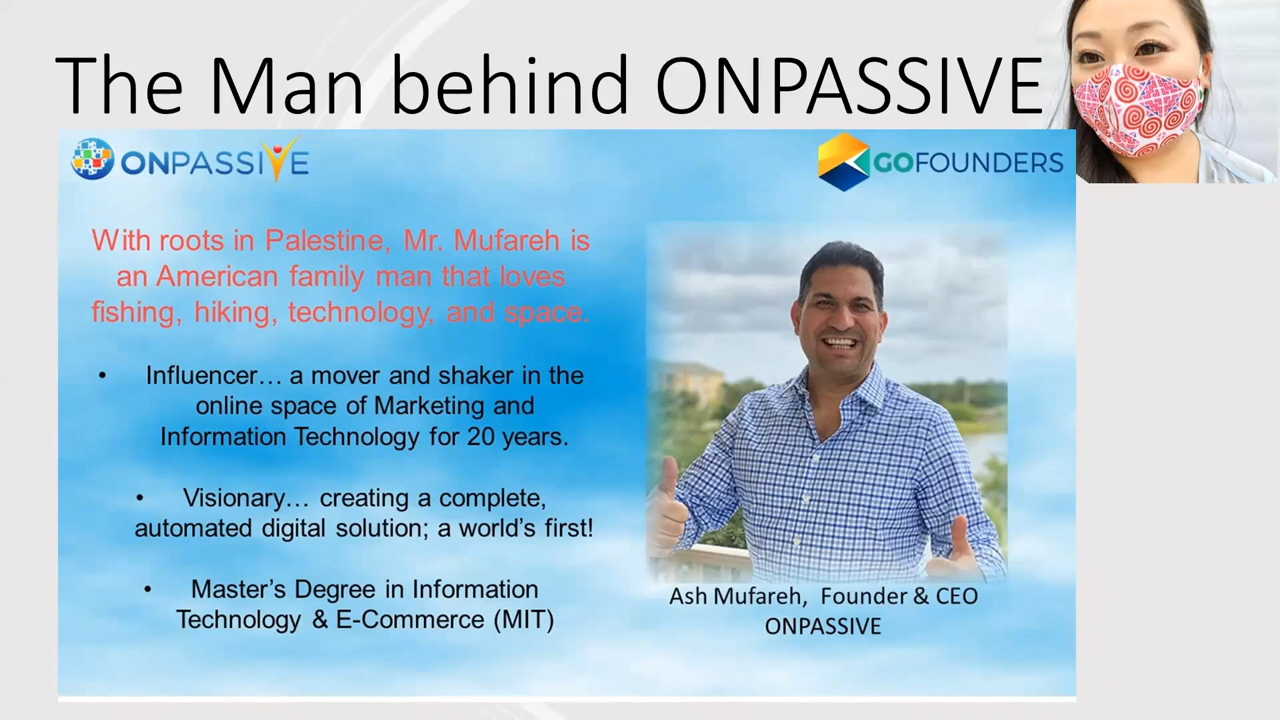 The Man behind ONPASSIVE
ONPASSIVE
GOFOUNDERS
With roots in Palestine, Mr. Mufareh is
an American family man that loves
fishing, hiking, technology, and space.
• Influencer... a mover and shaker in the
online space of Marketing and
Information Technology for 20 years.
• Visionary... creating a complete,
automated digital solution; a world's first!
• Master's Degree in Information
Technology & E-Commerce (MIT)
Ash Mufareh, Founder & CEO
ONPASSIVE